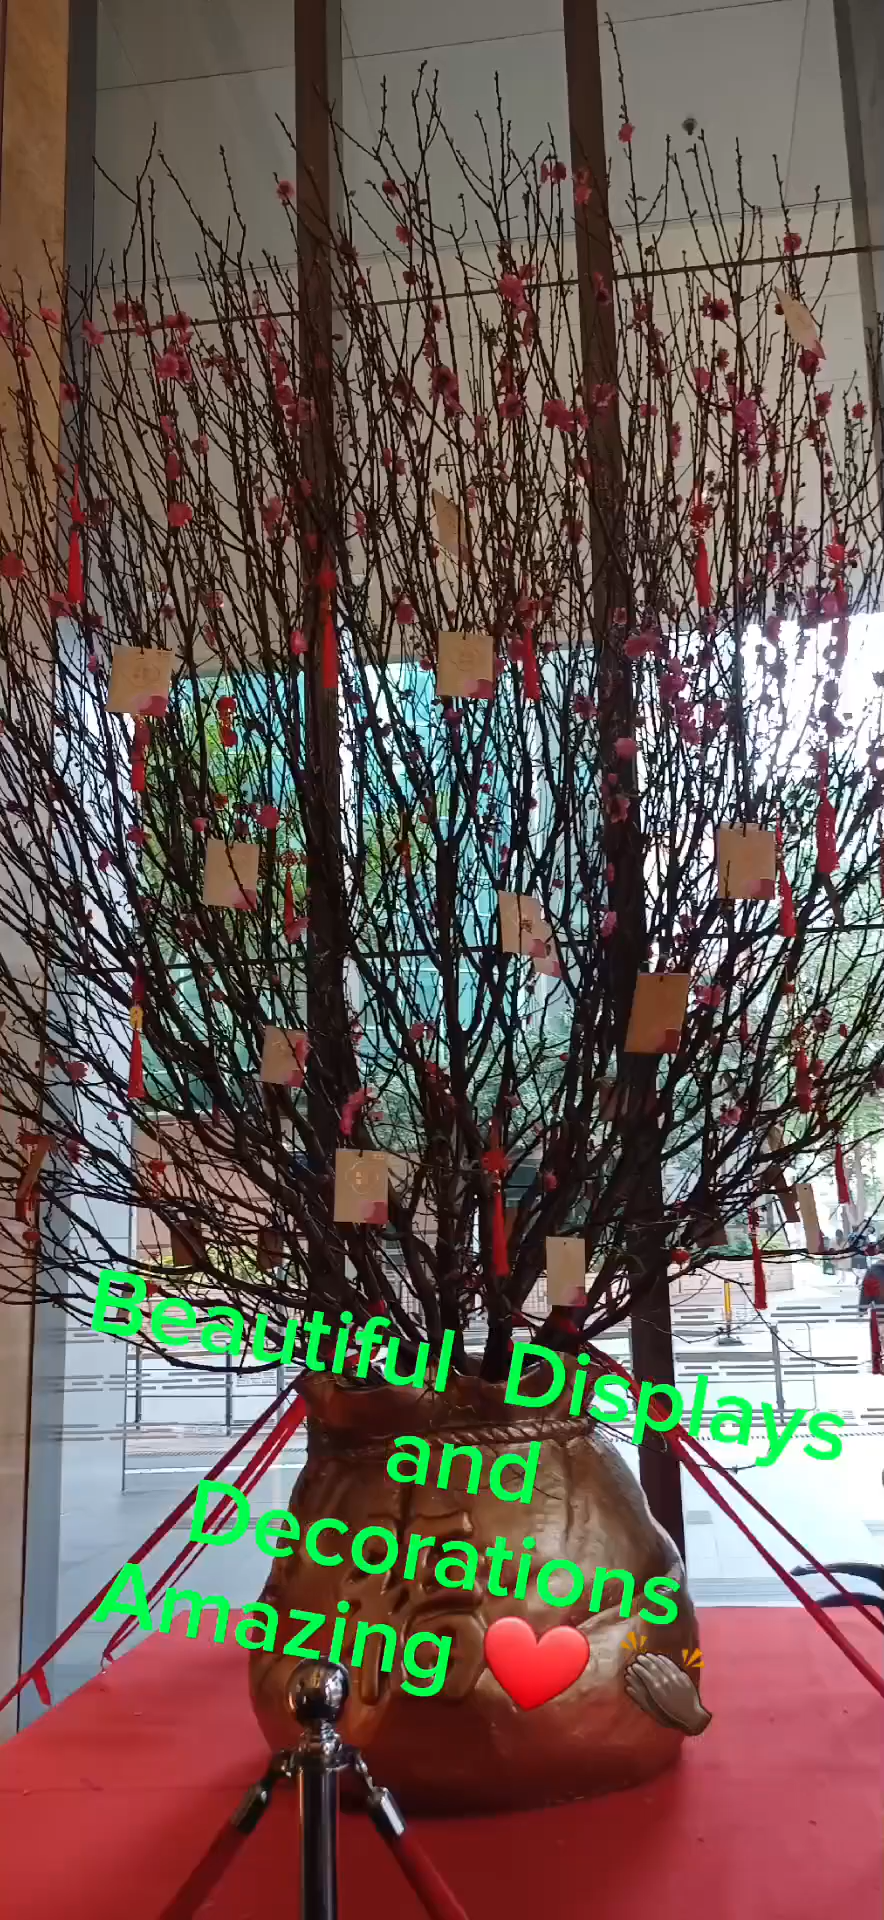 Beautiful Displays
and
Decorations
Amazing ❤️ 👏